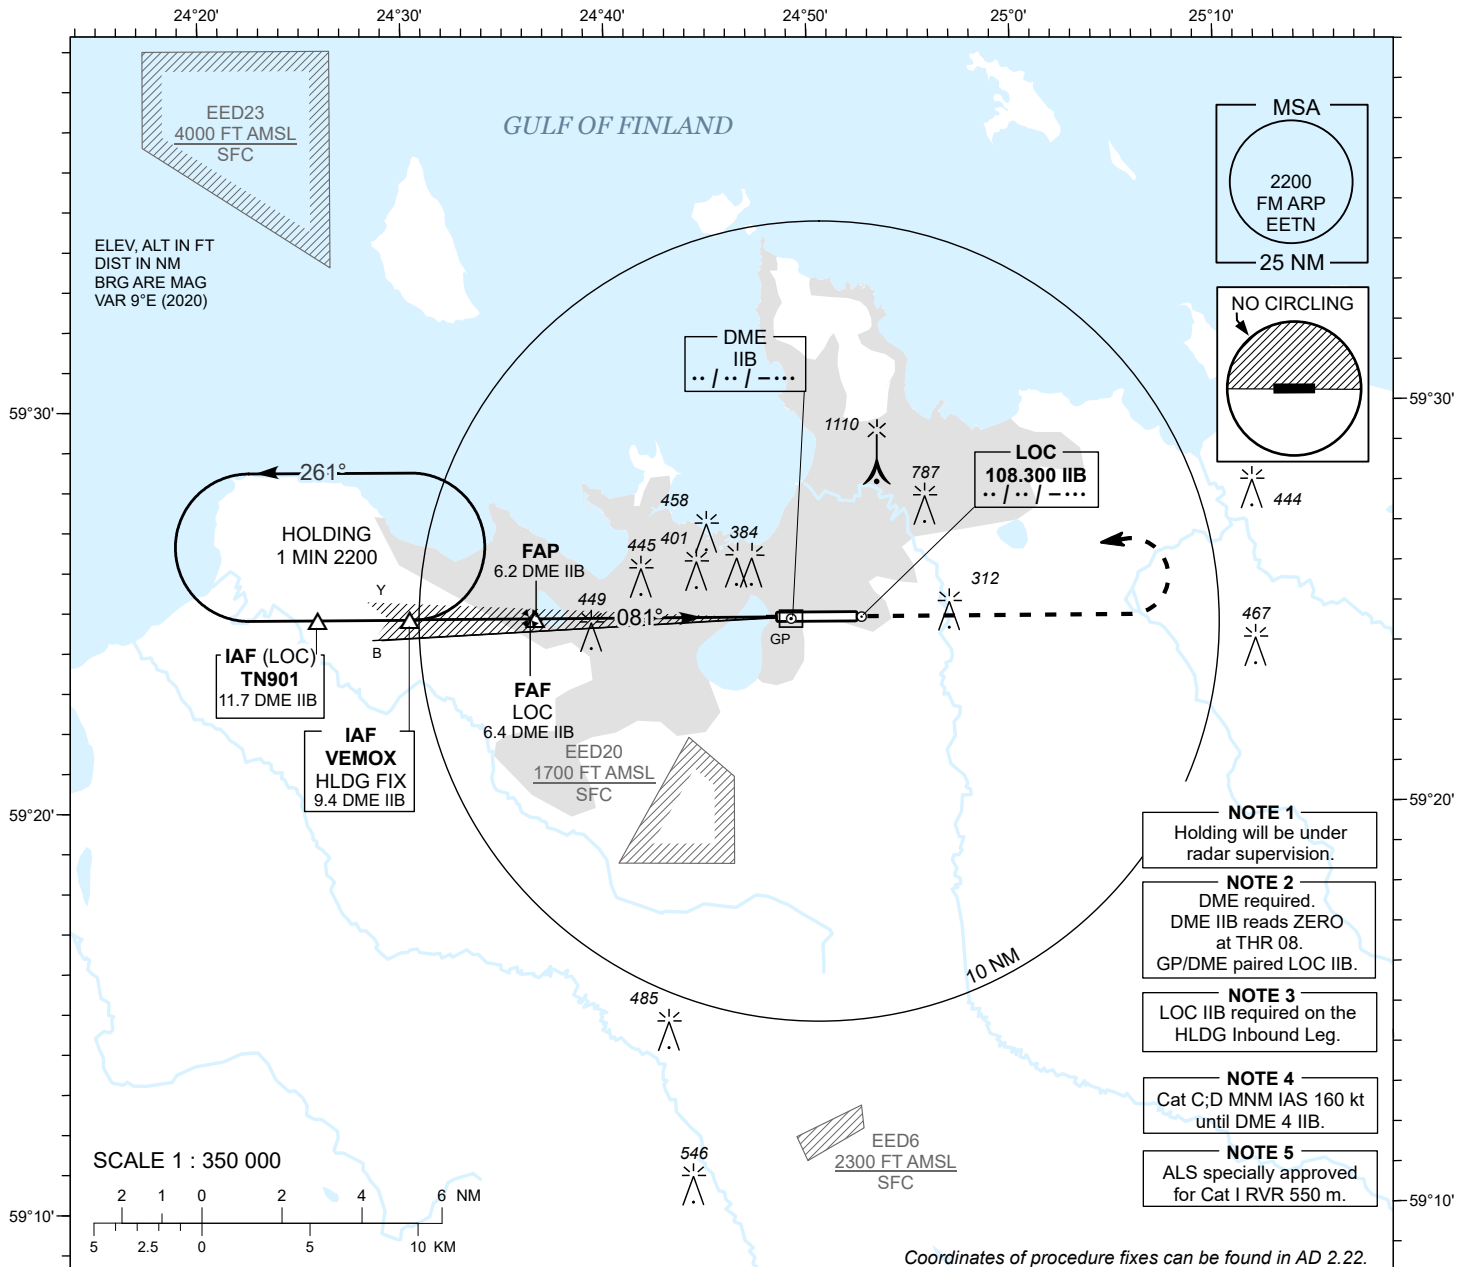 24°20'
24°30'
24°40'
24°50'
25°0'
25°10'
EED23
4000 FT AMSL
SFC
GULF OF FINLAND
MSA
2200
FM ARP
EETN
25 NM
ELEV, ALT IN FT
DIST IN NM
BRG ARE MAG
VAR 9°E (2020)
NO CIRCLING
DME
IIB
·· / ·· / –···
59°30'
59°30'
1110
LOC
108.300 IIB
·· / ·· / –···
787
444
261°
HOLDING
1 MIN 2200
458
384
401
445
FAP
6.2 DME IIB
449
312
467
Y
081°
B
GP
IAF (LOC)
TN901
11.7 DME IIB
FAF
LOC
6.4 DME IIB
IAF
VEMOX
HLDG FIX
9.4 DME IIB
EED20
1700 FT AMSL
SFC
59°20'
59°20'
NOTE 1
Holding will be under
radar supervision.
NOTE 2
DME required.
DME IIB reads ZERO
at THR 08.
GP/DME paired LOC IIB.
10 NM
485
NOTE 3
LOC IIB required on the
HLDG Inbound Leg.
NOTE 4
Cat C;D MNM IAS 160 kt
until DME 4 IIB.
EED6
2300 FT AMSL
SFC
546
NOTE 5
ALS specially approved
for Cat I RVR 550 m.
SCALE 1 : 350 000
2 1 0 2 4 6 NM
5 2.5 0 5 10 KM
59°10'
59°10'
Coordinates of procedure fixes can be found in AD 2.22.